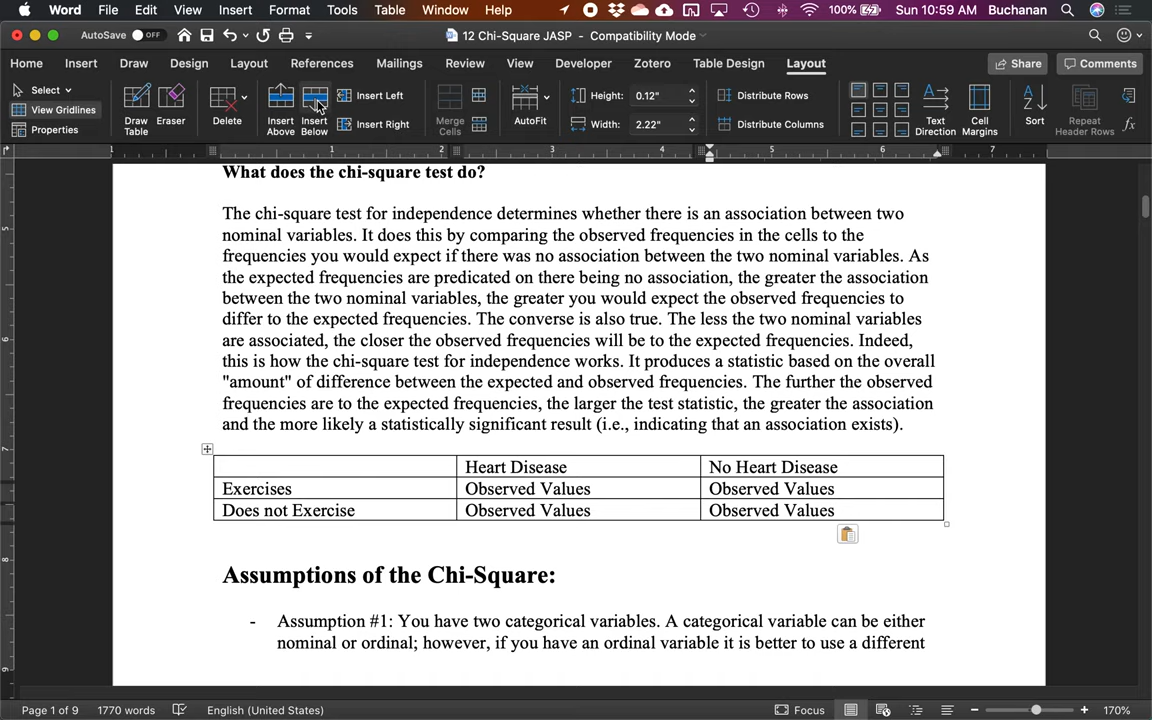 Word File Edit View Insert Format Tools Table Window Help 100% Sun 10:59 AM Buchanan
AutoSave OFF 12 Chi-Square JASP - Compatibility Mode
Home Insert Draw Design Layout References Mailings Review View Developer Zotero Table Design Layout Share Comments
Select
View Gridlines
Properties
Draw Table
Eraser
Delete
Insert Above
Insert Below
Insert Left
Insert Right
Merge Cells
AutoFit
Height: 0.12"
Width: 2.22"
Distribute Rows
Distribute Columns
Text Direction
Cell Margins
Sort
Repeat Header Rows
1 1 2 3 4 5 6 7
What does the chi-square test do?
The chi-square test for independence determines whether there is an association between two
nominal variables. It does this by comparing the observed frequencies in the cells to the
frequencies you would expect if there was no association between the two nominal variables. As
the expected frequencies are predicated on there being no association, the greater the association
between the two nominal variables, the greater you would expect the observed frequencies to
differ to the expected frequencies. The converse is also true. The less the two nominal variables
are associated, the closer the observed frequencies will be to the expected frequencies. Indeed,
this is how the chi-square test for independence works. It produces a statistic based on the overall
"amount" of difference between the expected and observed frequencies. The further the observed
frequencies are to the expected frequencies, the larger the test statistic, the greater the association
and the more likely a statistically significant result (i.e., indicating that an association exists).
Heart Disease No Heart Disease
Exercises Observed Values Observed Values
Does not Exercise Observed Values Observed Values
Assumptions of the Chi-Square:
- Assumption #1: You have two categorical variables. A categorical variable can be either
nominal or ordinal; however, if you have an ordinal variable it is better to use a different
Page 1 of 9 1770 words English (United States) Focus 170%